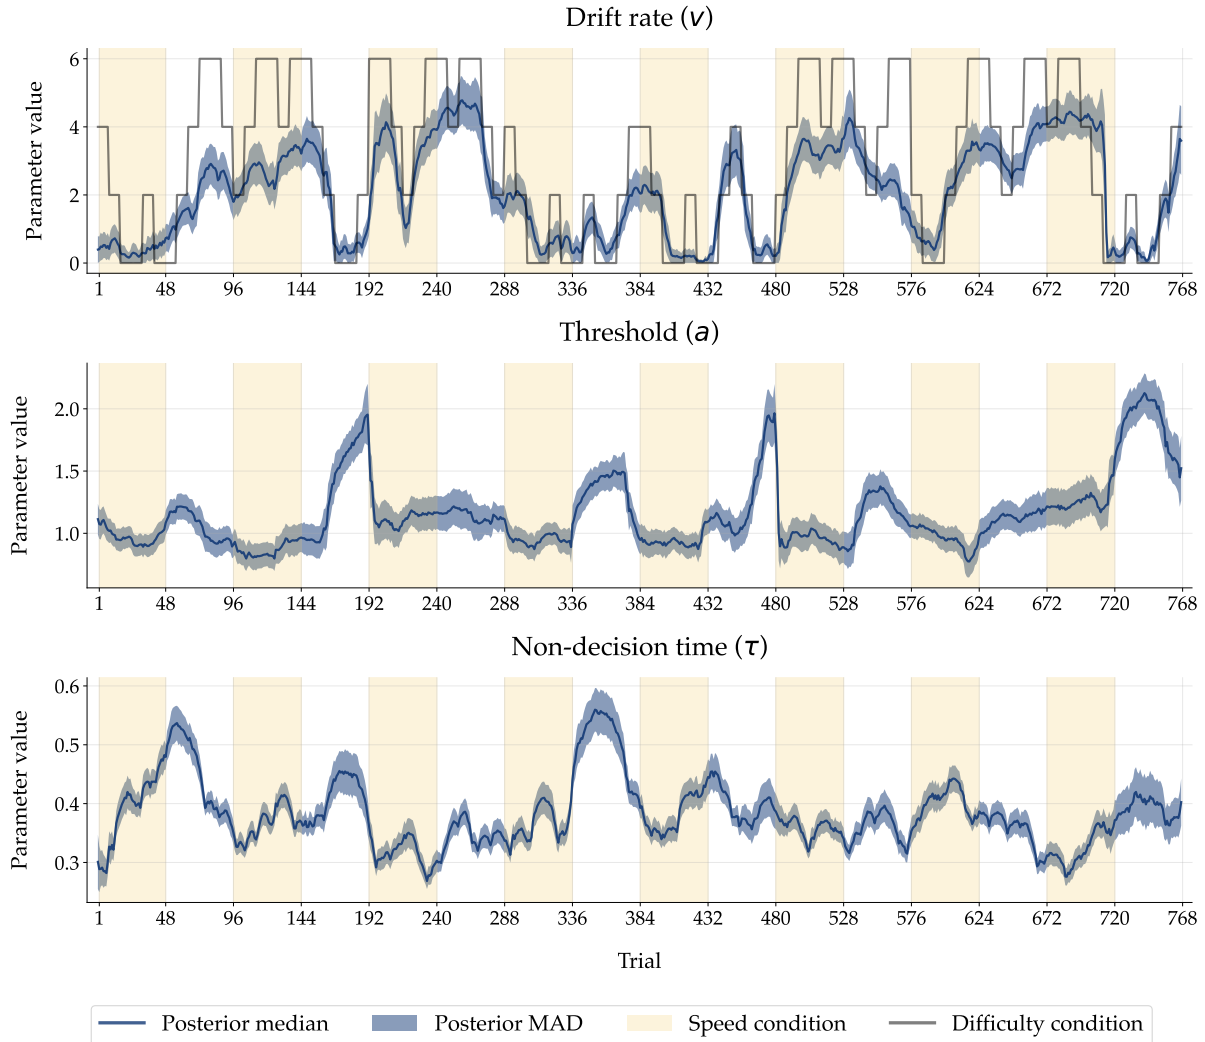 Drift rate (v)
Parameter value
6
4
2
0
1 48 96 144 192 240 288 336 384 432 480 528 576 624 672 720 768
Threshold (a)
Parameter value
2.0
1.5
1.0
1 48 96 144 192 240 288 336 384 432 480 528 576 624 672 720 768
Non-decision time (τ)
Parameter value
0.6
0.5
0.4
0.3
1 48 96 144 192 240 288 336 384 432 480 528 576 624 672 720 768
Trial
Posterior median Posterior MAD Speed condition Difficulty condition